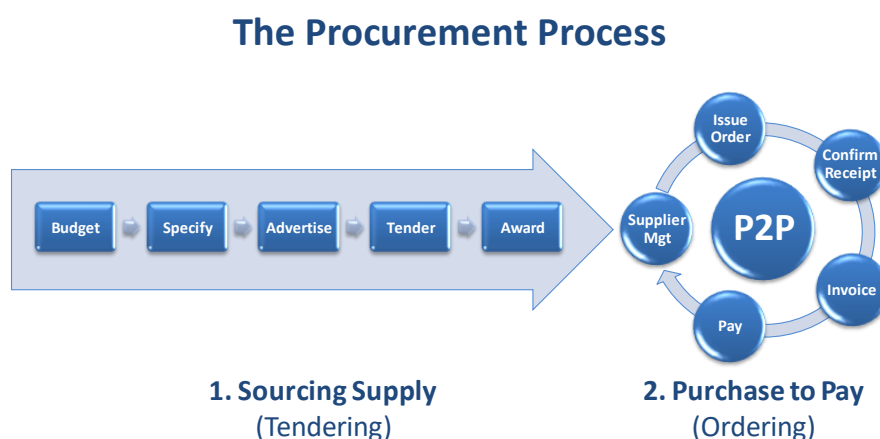 The Procurement Process
Budget
Specify
Advertise
Tender
Award
Issue
Order
Confirm
Receipt
Supplier
Mgt
P2P
Invoice
Pay
1. Sourcing Supply
(Tendering)
2. Purchase to Pay
(Ordering)